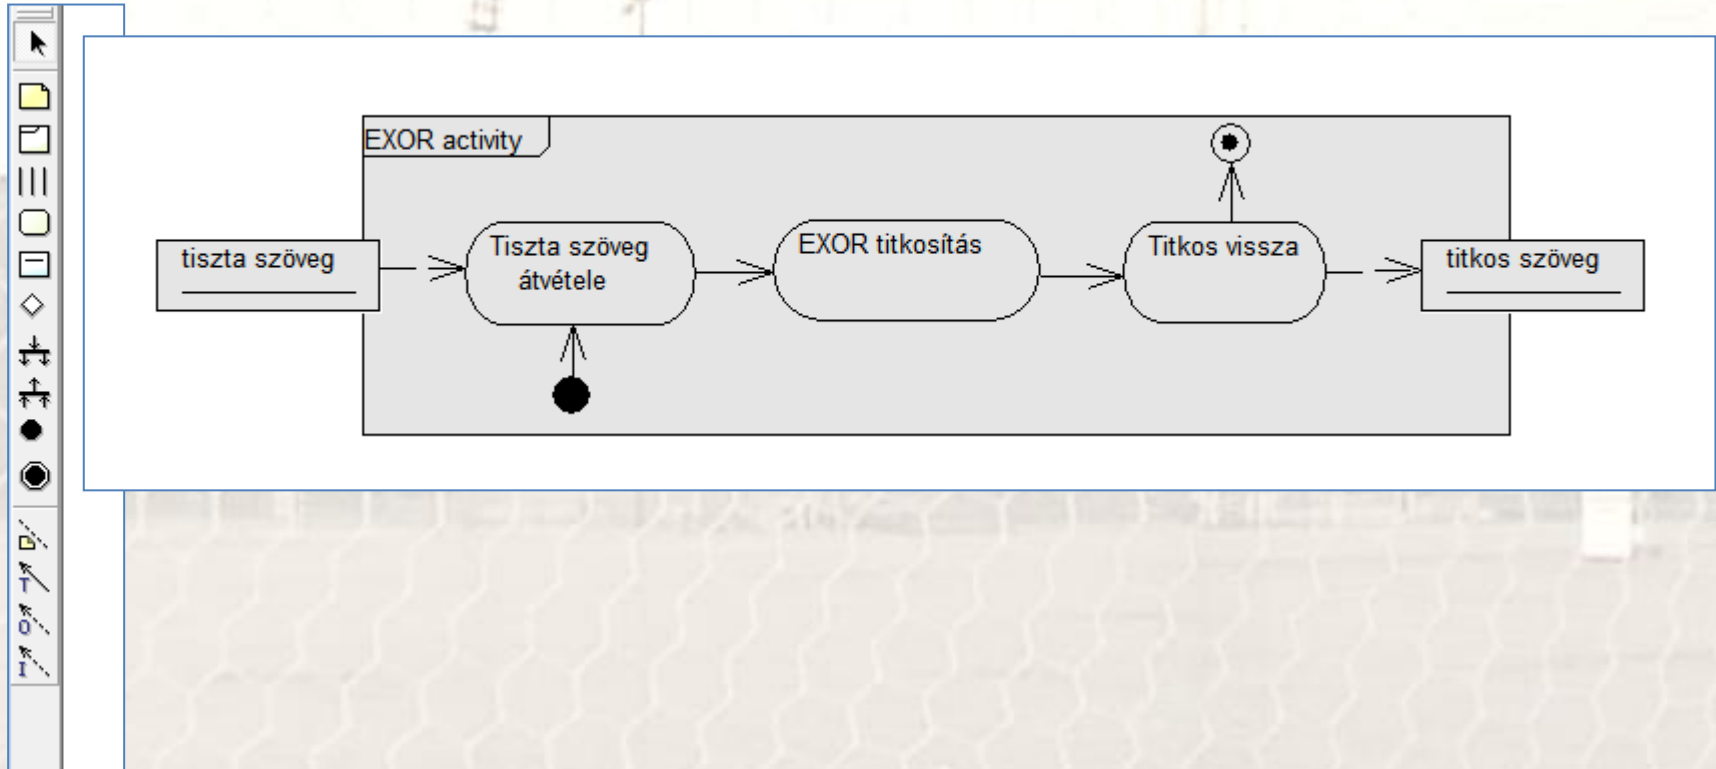 EXOR activity
tiszta szöveg
Tiszta szöveg
átvétele
EXOR titkosítás
Titkos vissza
titkos szöveg
T
O
I